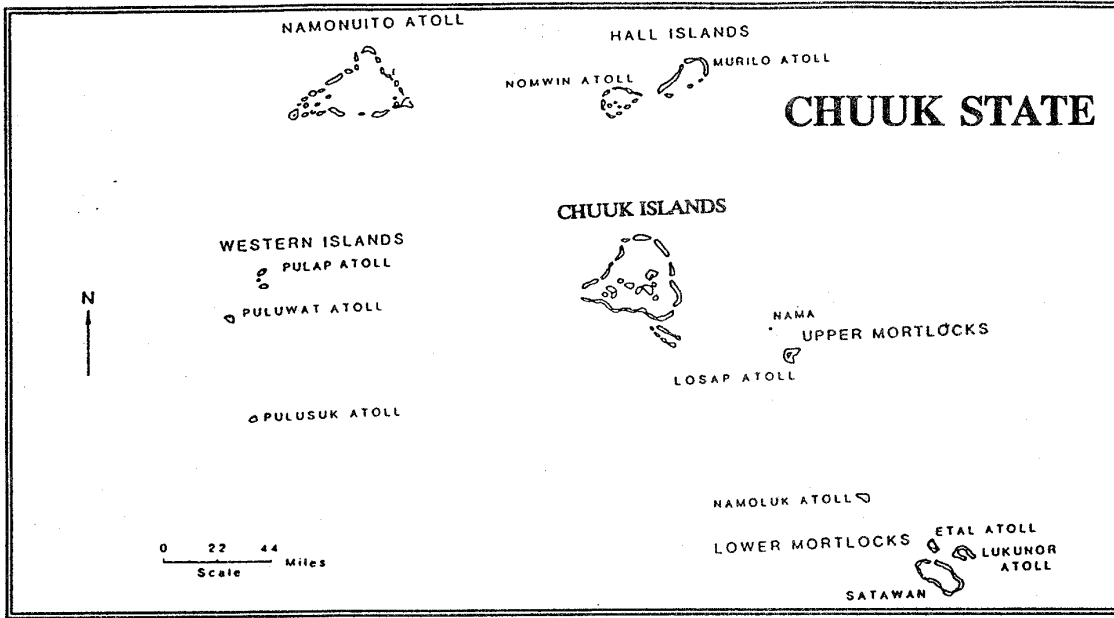 NAMONUITO ATOLL
HALL ISLANDS
MURILO ATOLL
NOMWIN ATOLL
CHUUK STATE
CHUUK ISLANDS
WESTERN ISLANDS
PULAP ATOLL
N
PULUWAT ATOLL
NAMA
UPPER MORTLOCKS
LOSAP ATOLL
PULUSUK ATOLL
NAMOLUK ATOLL
ETAL ATOLL
LOWER MORTLOCKS
LUKUNOR
ATOLL
SATAWAN
0 22 44
Miles
Scale